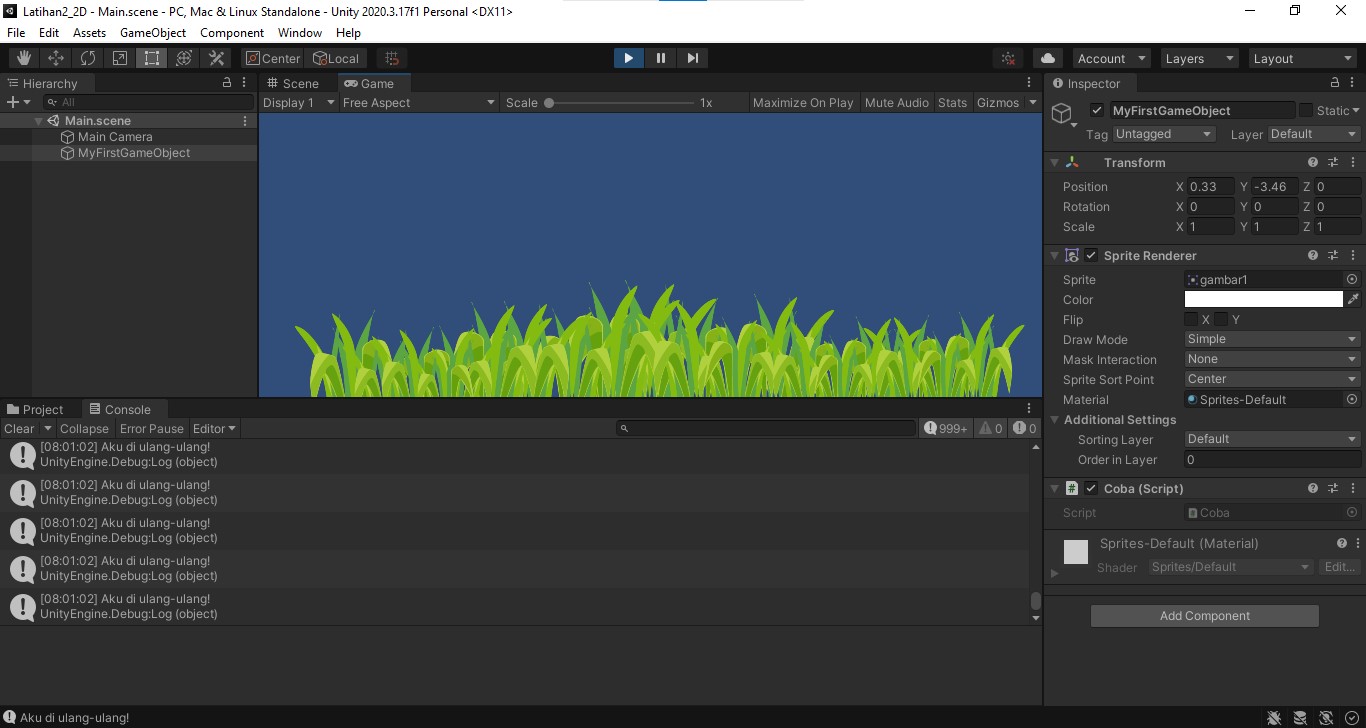 Latihan2_2D - Main.scene - PC, Mac & Linux Standalone - Unity 2020.3.17f1 Personal <DX11>
File Edit Assets GameObject Component Window Help
Center Local Account Layers Layout
Hierarchy
All
Main.scene
Main Camera
MyFirstGameObject
Scene Game
Display 1 Free Aspect Scale 1x Maximize On Play Mute Audio Stats Gizmos
Project Console
Clear Collapse Error Pause Editor 999+ 0 0
[08:01:02] Aku di ulang-ulang!
UnityEngine.Debug:Log (object)
[08:01:02] Aku di ulang-ulang!
UnityEngine.Debug:Log (object)
[08:01:02] Aku di ulang-ulang!
UnityEngine.Debug:Log (object)
[08:01:02] Aku di ulang-ulang!
UnityEngine.Debug:Log (object)
[08:01:02] Aku di ulang-ulang!
UnityEngine.Debug:Log (object)
Inspector
MyFirstGameObject Static
Tag Untagged Layer Default
Transform
Position X 0.33 Y -3.46 Z 0
Rotation X 0 Y 0 Z 0
Scale X 1 Y 1 Z 1
Sprite Renderer
Sprite gambar1
Color
Flip X Y
Draw Mode Simple
Mask Interaction None
Sprite Sort Point Center
Material Sprites-Default
Additional Settings
Sorting Layer Default
Order in Layer 0
Coba (Script)
Script Coba
Sprites-Default (Material)
Shader Sprites/Default Edit...
Add Component
Aku di ulang-ulang!